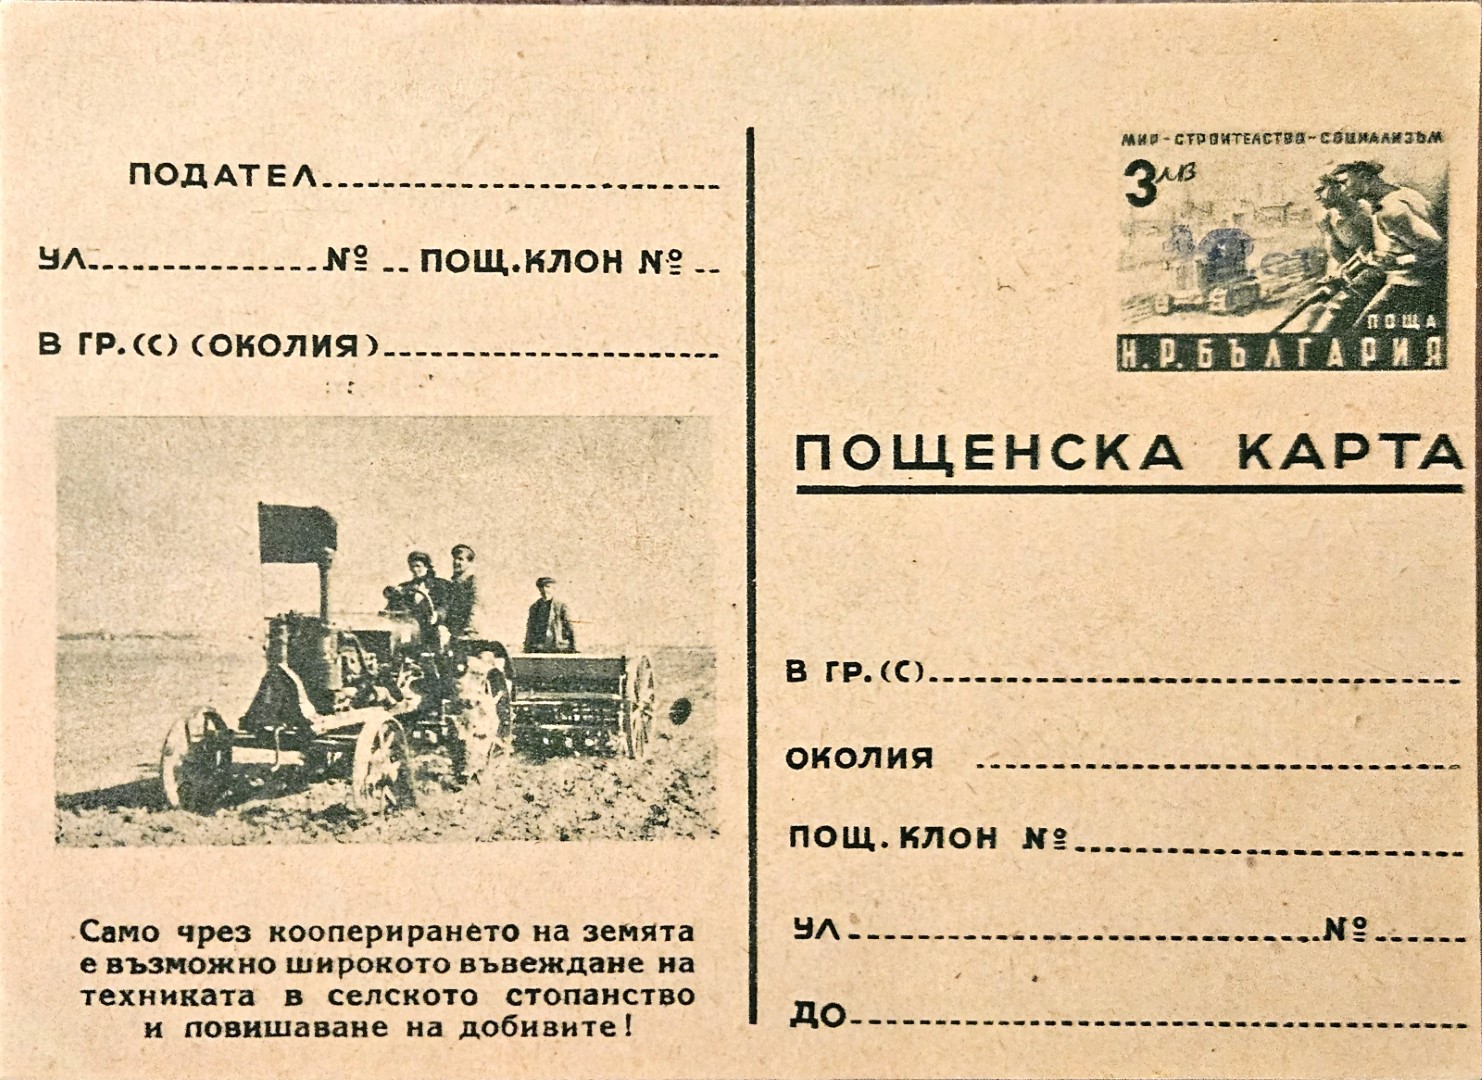 ПОДАТЕЛ
УЛ. № ПОЩ.КЛОН №
В ГР.(С) (ОКОЛИЯ)
Само чрез кооперирането на земята
е възможно широкото въвеждане на
техниката в селското стопанство
и повишаване на добивите!
МИР-СТРОИТЕЛСТВО-СОЦИАЛИЗЪМ
3 лв
ПОЩА
Н.Р.БЪЛГАРИЯ
ПОЩЕНСКА КАРТА
В ГР.(С)
ОКОЛИЯ
ПОЩ.КЛОН №
УЛ №
ДО